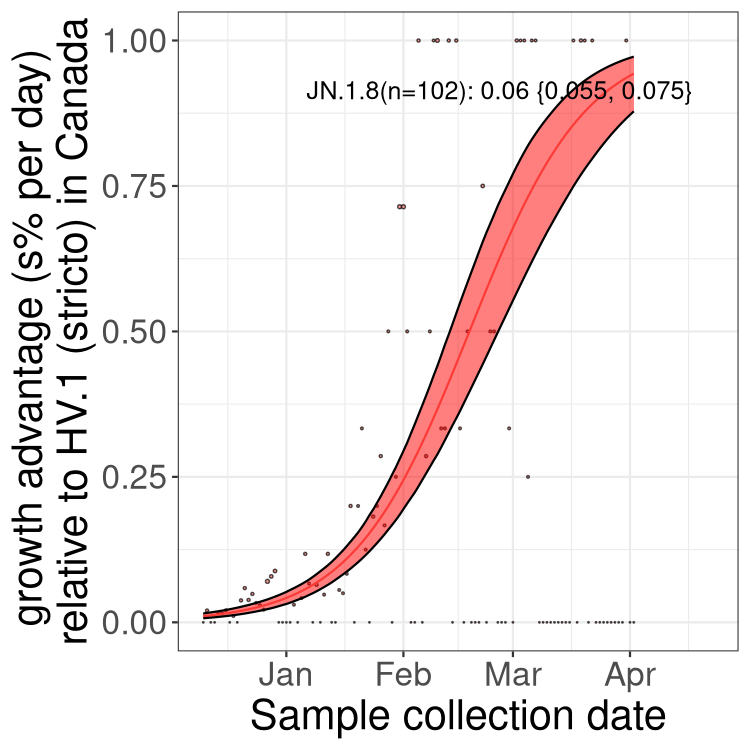 growth advantage (s% per day)
relative to HV.1 (stricto) in Canada
1.00
0.75
0.50
0.25
0.00
JN.1.8(n=102): 0.06 {0.055, 0.075}
Jan Feb Mar Apr
Sample collection date